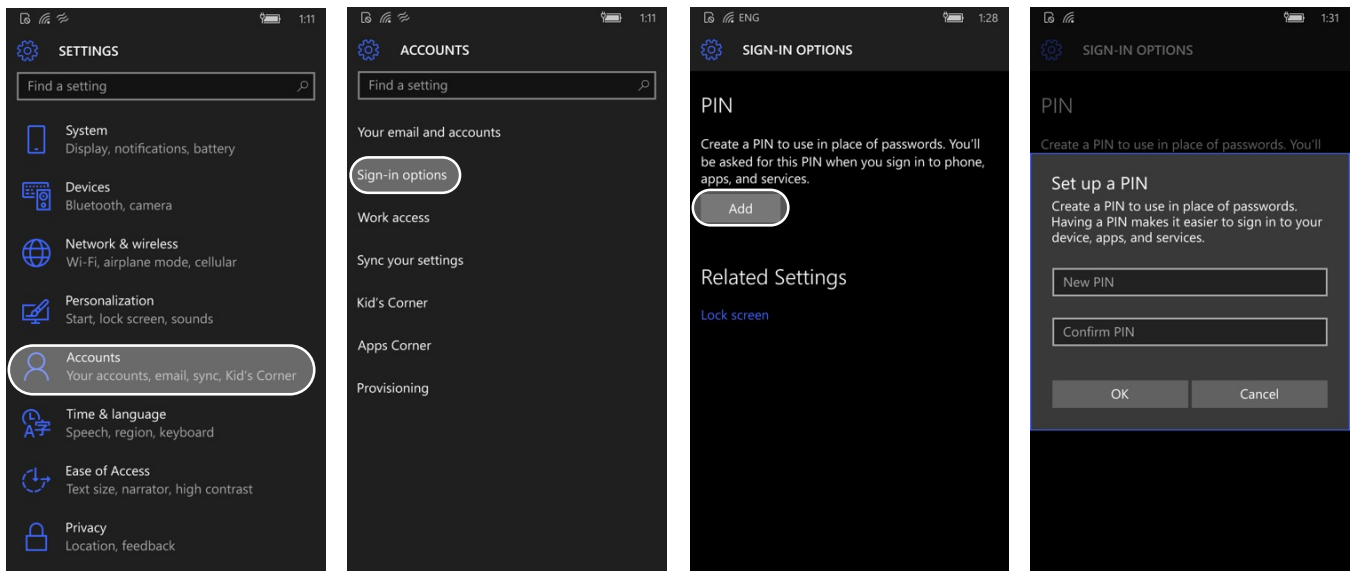 1:11
SETTINGS
Find a setting
System
Display, notifications, battery
Devices
Bluetooth, camera
Network & wireless
Wi-Fi, airplane mode, cellular
Personalization
Start, lock screen, sounds
Accounts
Your accounts, email, sync, Kid's Corner
Time & language
Speech, region, keyboard
Ease of Access
Text size, narrator, high contrast
Privacy
Location, feedback
1:11
ACCOUNTS
Find a setting
Your email and accounts
Sign-in options
Work access
Sync your settings
Kid's Corner
Apps Corner
Provisioning
ENG 1:28
SIGN-IN OPTIONS
PIN
Create a PIN to use in place of passwords. You'll
be asked for this PIN when you sign in to phone,
apps, and services.
Add
Related Settings
Lock screen
1:31
SIGN-IN OPTIONS
PIN
Create a PIN to use in place of passwords. You'll
Set up a PIN
Create a PIN to use in place of passwords.
Having a PIN makes it easier to sign in to your
device, apps, and services.
New PIN
Confirm PIN
OK Cancel